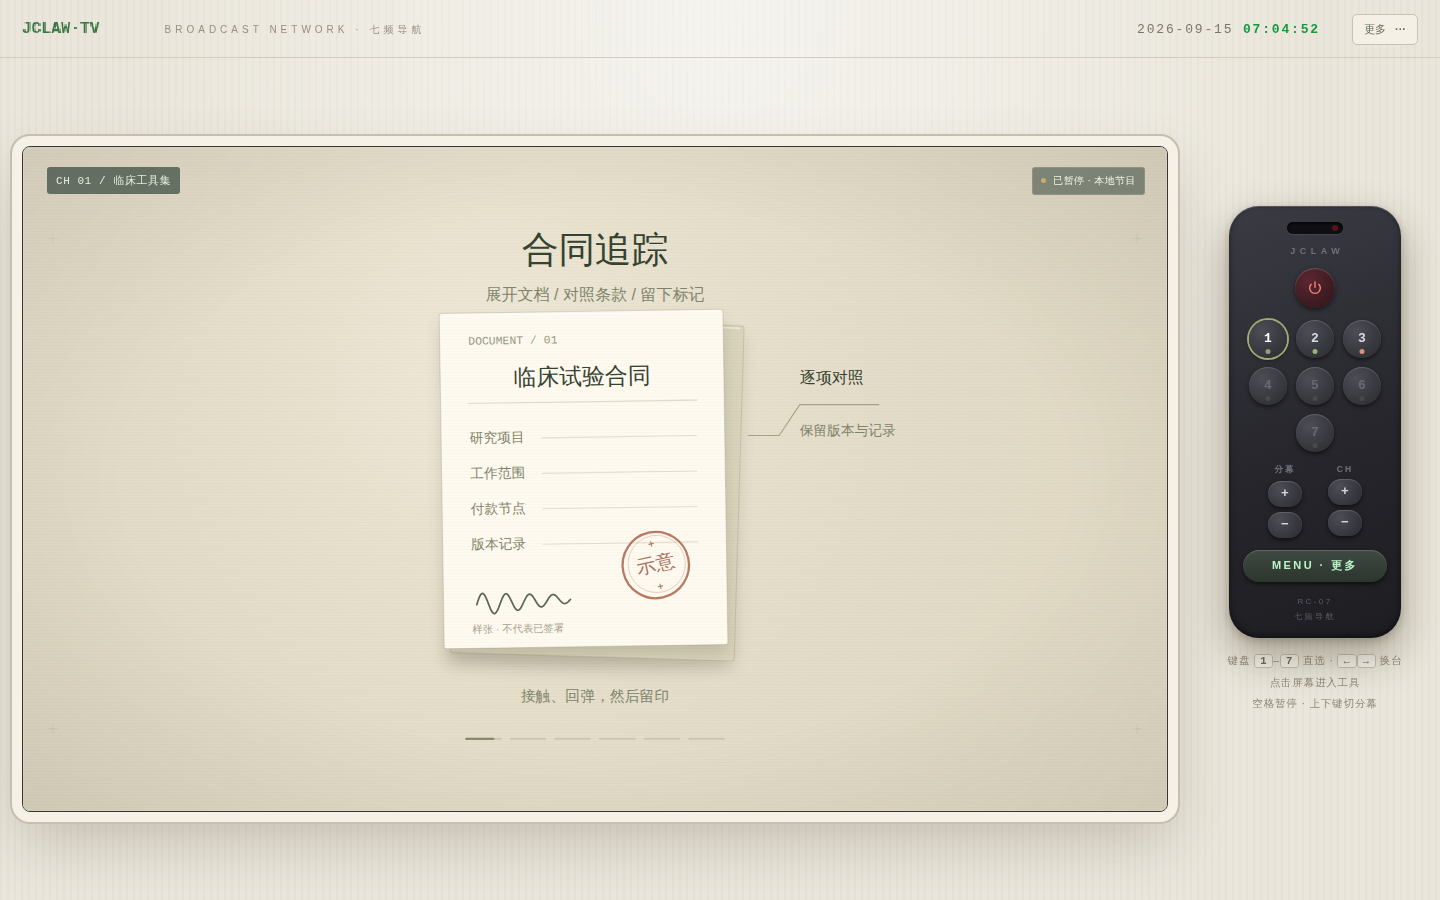 JCLAW·TV
BROADCAST NETWORK · 七频导航
2026-09-15 07:04:52
更多 ···
CH 01 / 临床工具集
已暂停 · 本地节目
合同追踪
展开文档 / 对照条款 / 留下标记
DOCUMENT / 01
临床试验合同
研究项目
工作范围
付款节点
版本记录
示意
样张 · 不代表已签署
逐项对照
保留版本与记录
接触、回弹，然后留印
JCLAW
1 2 3
4 5 6
7
分幕 CH
+ +
− −
MENU · 更多
RC-07
七频导航
键盘 1–7 直选 · ←→ 换台
点击屏幕进入工具
空格暂停 · 上下键切分幕